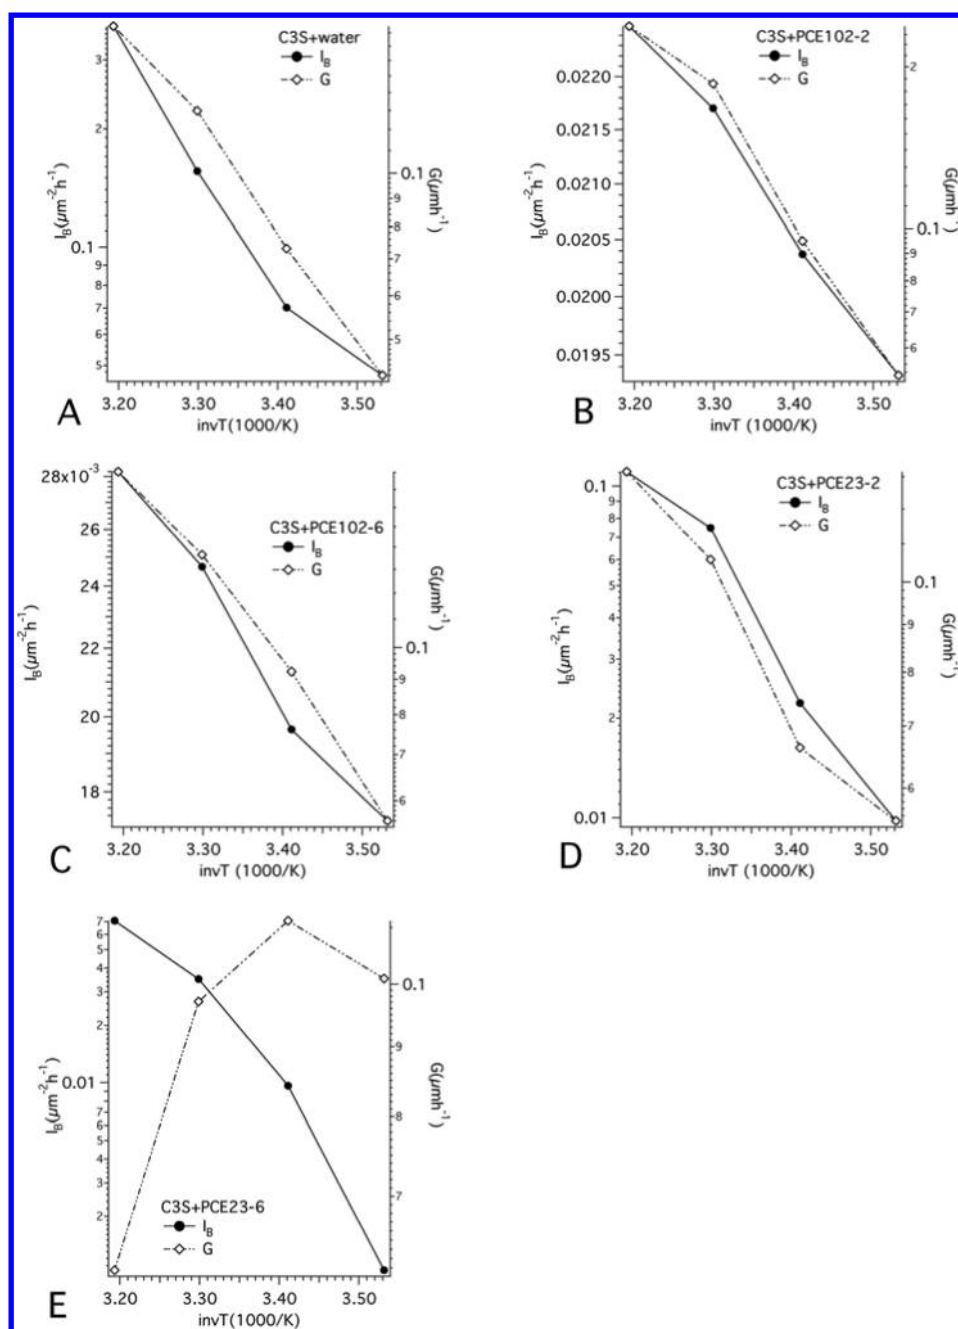 C3S+water
I_B
G
3
2
0.1
9
8
7
6
5
I_B(µm⁻²h⁻¹)
0.1
9
8
7
6
5
G(µmh⁻¹)
3.20 3.30 3.40 3.50
invT(1000/K)
A
C3S+PCE102-2
I_B
G
0.0220
0.0215
0.0210
0.0205
0.0200
0.0195
I_B(µm⁻²h⁻¹)
2
0.1
9
8
7
6
G(µmh⁻¹)
3.20 3.30 3.40 3.50
invT (1000/K)
B
C3S+PCE102-6
I_B
G
28x10⁻³
26
24
22
20
18
I_B(µm⁻²h⁻¹)
0.1
9
8
7
6
G(µmh⁻¹)
3.20 3.30 3.40 3.50
invT (1000/K)
C
C3S+PCE23-2
I_B
G
0.1
9
8
7
6
5
4
3
2
0.01
I_B(µm⁻²h⁻¹)
0.1
9
8
7
6
G(µmh⁻¹)
3.20 3.30 3.40 3.50
invT (1000/K)
D
C3S+PCE23-6
I_B
G
7
6
5
4
3
2
0.01
7
6
5
4
3
2
I_B(µm⁻²h⁻¹)
0.1
9
8
7
G(µmh⁻¹)
3.20 3.30 3.40 3.50
invT(1000/K)
E